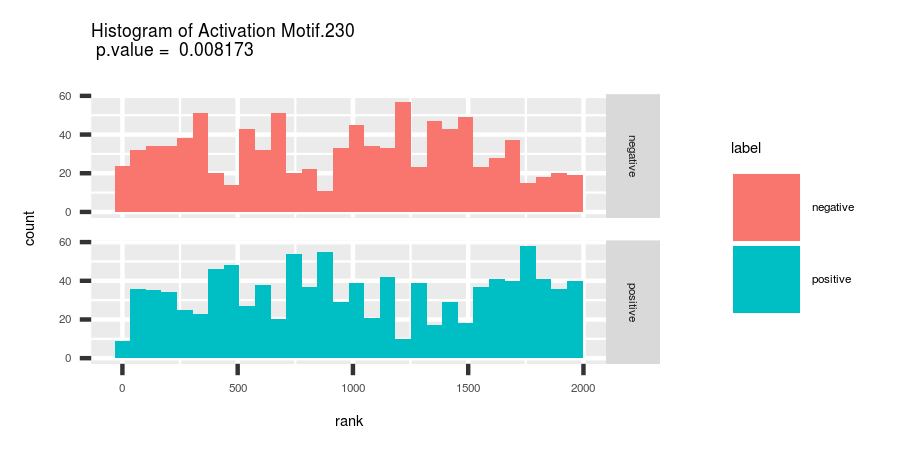 Histogram of Activation Motif.230
p.value = 0.008173
60
40
20
0
negative
60
40
20
0
positive
0
500
1000
1500
2000
rank
count
label
negative
positive